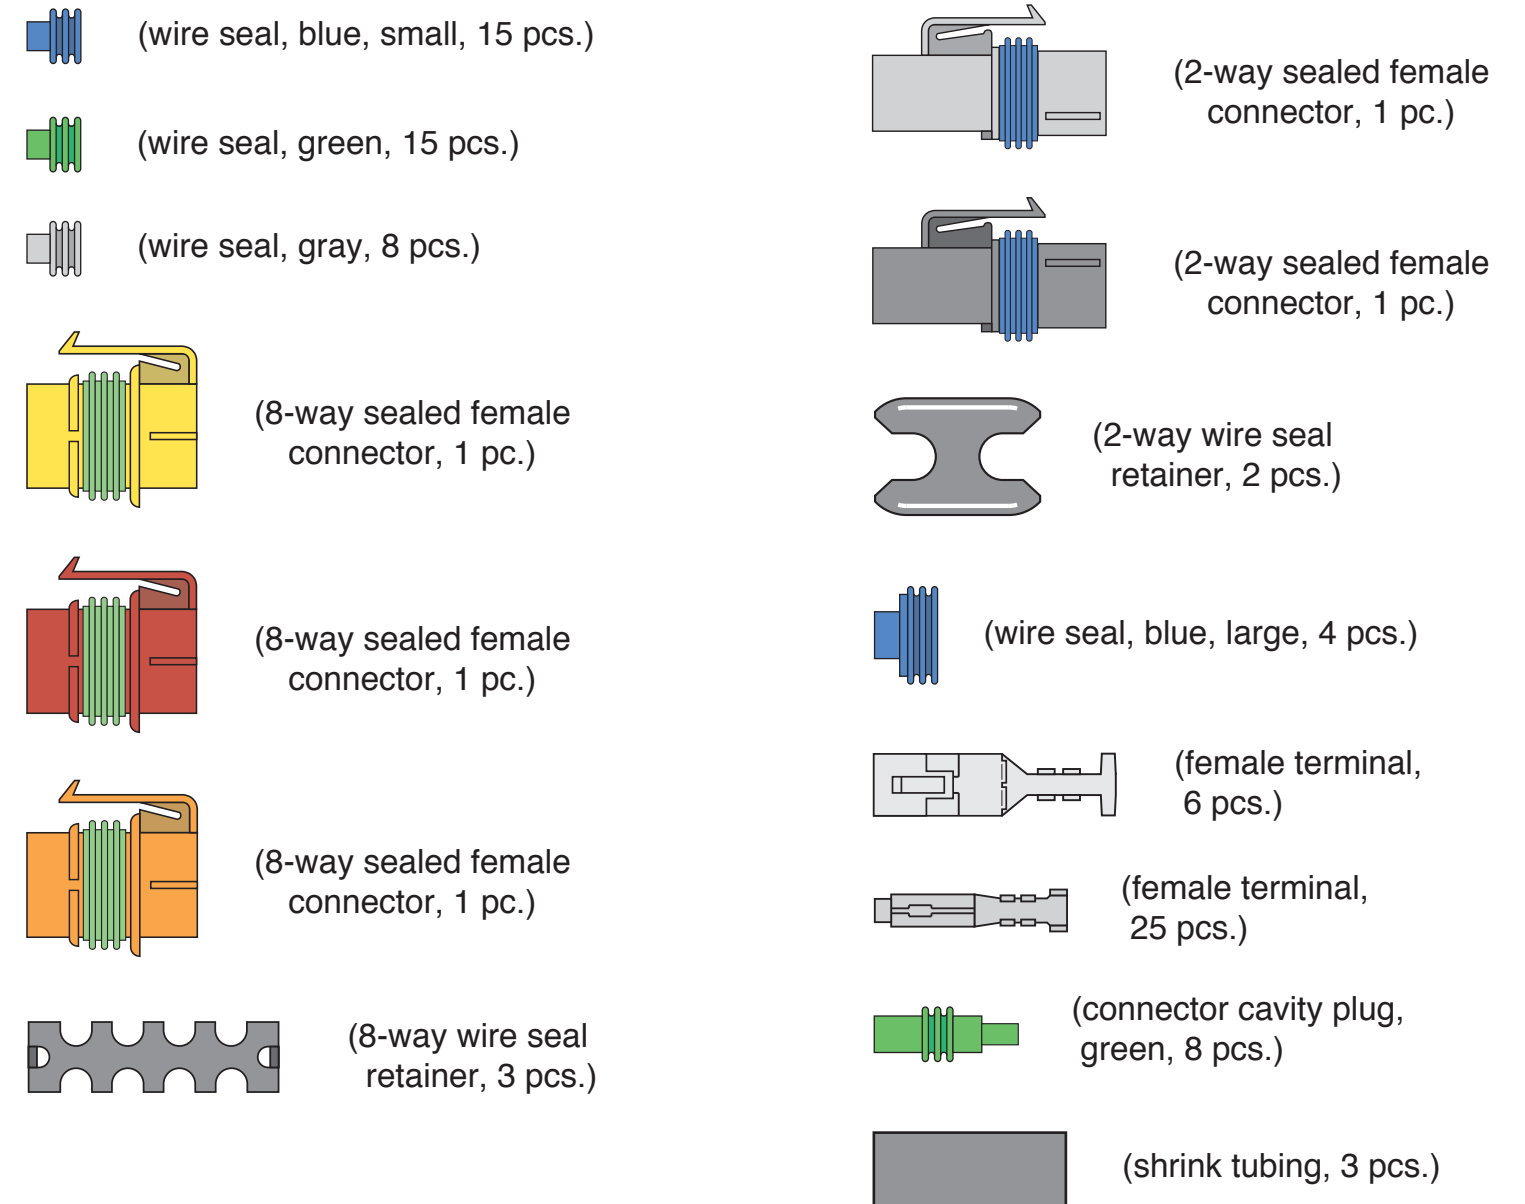 (wire seal, blue, small, 15 pcs.)
(wire seal, green, 15 pcs.)
(wire seal, gray, 8 pcs.)
(8-way sealed female
connector, 1 pc.)
(8-way sealed female
connector, 1 pc.)
(8-way sealed female
connector, 1 pc.)
(8-way wire seal
retainer, 3 pcs.)
(2-way sealed female
connector, 1 pc.)
(2-way sealed female
connector, 1 pc.)
(2-way wire seal
retainer, 2 pcs.)
(wire seal, blue, large, 4 pcs.)
(female terminal,
6 pcs.)
(female terminal,
25 pcs.)
(connector cavity plug,
green, 8 pcs.)
(shrink tubing, 3 pcs.)